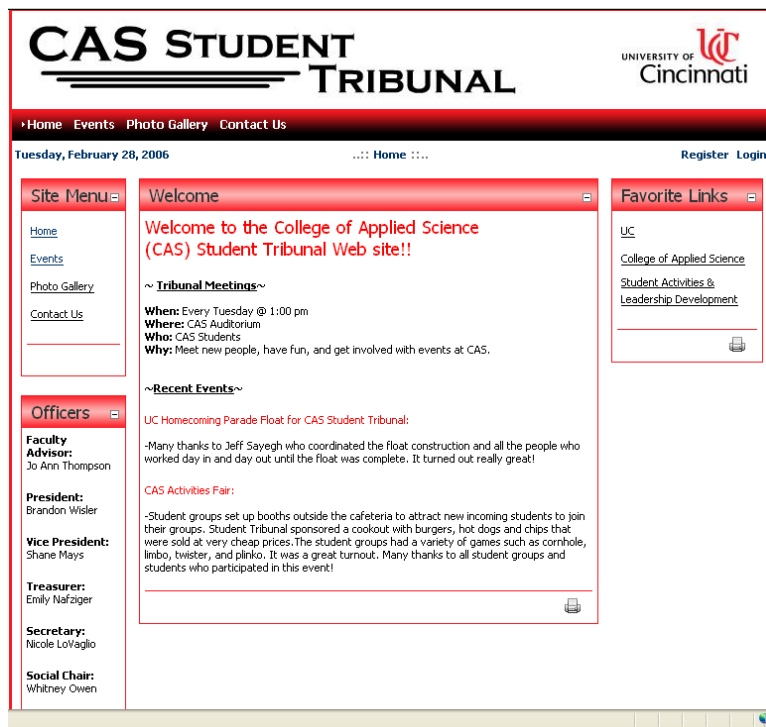 CAS STUDENT
TRIBUNAL
UNIVERSITY OF UC
Cincinnati
Home Events Photo Gallery Contact Us
Tuesday, February 28, 2006
..:: Home ::..
Register Login
Site Menu
Home
Events
Photo Gallery
Contact Us
Officers
Faculty
Advisor:
Jo Ann Thompson
President:
Brandon Wisler
Vice President:
Shane Mays
Treasurer:
Emily Nafziger
Secretary:
Nicole LoVaglio
Social Chair:
Whitney Owen
Welcome
Welcome to the College of Applied Science
(CAS) Student Tribunal Web site!!
~ Tribunal Meetings~
When: Every Tuesday @ 1:00 pm
Where: CAS Auditorium
Who: CAS Students
Why: Meet new people, have fun, and get involved with events at CAS.
~Recent Events~
UC Homecoming Parade Float for CAS Student Tribunal:
-Many thanks to Jeff Sayegh who coordinated the float construction and all the people who
worked day in and day out until the float was complete. It turned out really great!
CAS Activities Fair:
-Student groups set up booths outside the cafeteria to attract new incoming students to join
their groups. Student Tribunal sponsored a cookout with burgers, hot dogs and chips that
were sold at very cheap prices.The student groups had a variety of games such as cornhole,
limbo, twister, and plinko. It was a great turnout. Many thanks to all student groups and
students who participated in this event!
Favorite Links
UC
College of Applied Science
Student Activities &
Leadership Development